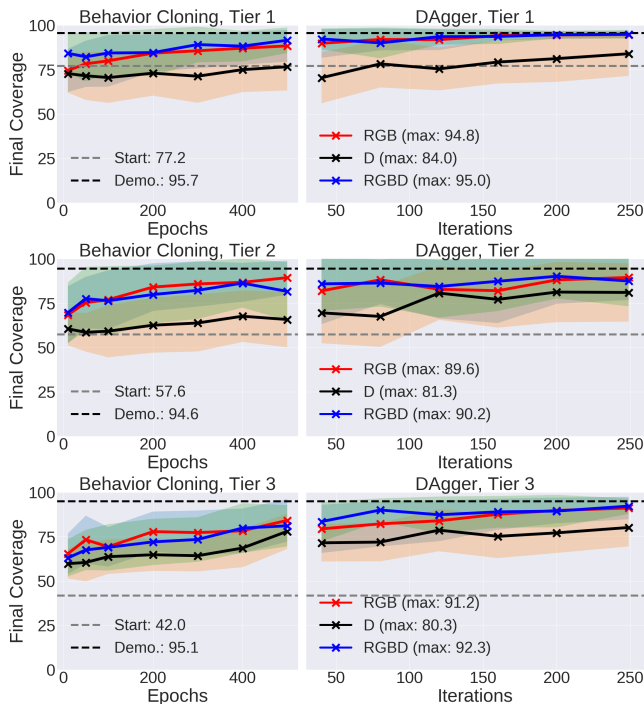 Behavior Cloning, Tier 1
DAgger, Tier 1
Final Coverage
100
75
50
25
0
Start: 77.2
Demo.: 95.7
RGB (max: 94.8)
D (max: 84.0)
RGBD (max: 95.0)
0 200 400
Epochs
50 100 150 200 250
Iterations
Behavior Cloning, Tier 2
DAgger, Tier 2
Final Coverage
100
75
50
25
0
Start: 57.6
Demo.: 94.6
RGB (max: 89.6)
D (max: 81.3)
RGBD (max: 90.2)
0 200 400
Epochs
50 100 150 200 250
Iterations
Behavior Cloning, Tier 3
DAgger, Tier 3
Final Coverage
100
75
50
25
0
Start: 42.0
Demo.: 95.1
RGB (max: 91.2)
D (max: 80.3)
RGBD (max: 92.3)
0 200 400
Epochs
50 100 150 200 250
Iterations